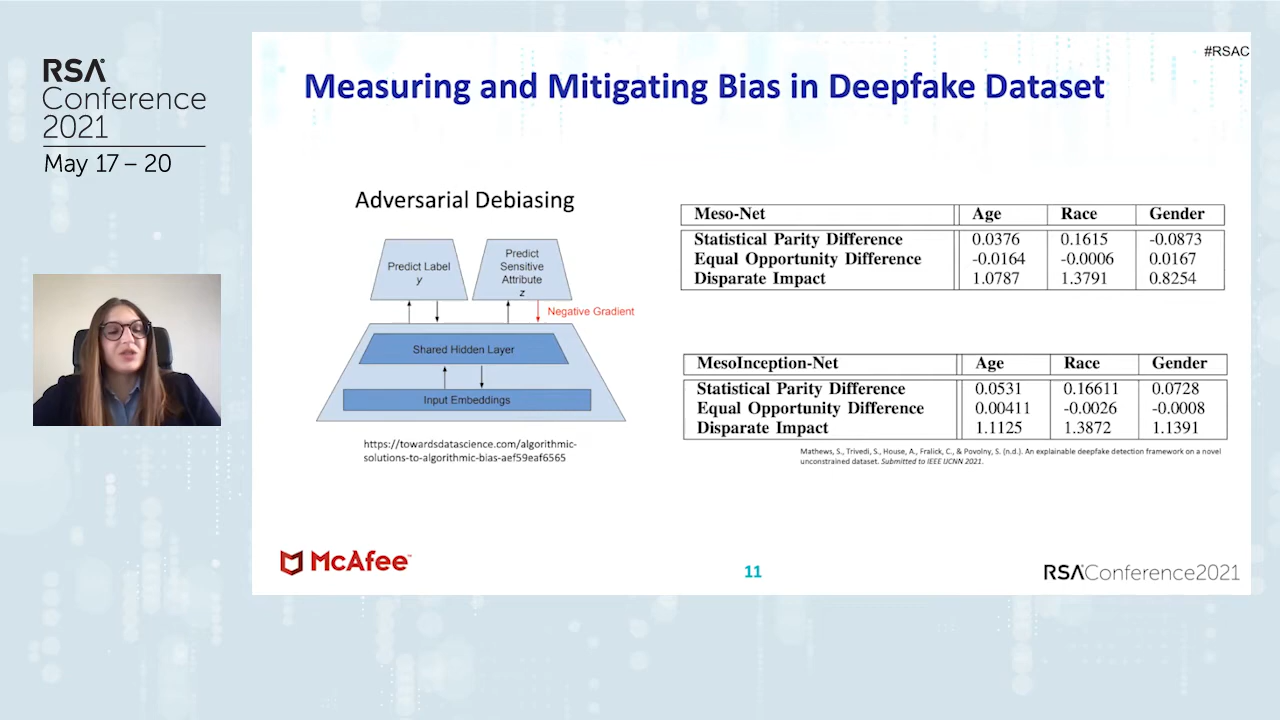 RSA
Conference
2021
May 17 – 20
#RSAC
Measuring and Mitigating Bias in Deepfake Dataset
Adversarial Debiasing
Predict Label
y
Predict
Sensitive
Attribute
z
Negative Gradient
Shared Hidden Layer
Input Embeddings
https://towardsdatascience.com/algorithmic-
solutions-to-algorithmic-bias-aef59eaf6565
Meso-Net Age Race Gender
Statistical Parity Difference 0.0376 0.1615 -0.0873
Equal Opportunity Difference -0.0164 -0.0006 0.0167
Disparate Impact 1.0787 1.3791 0.8254
MesoInception-Net Age Race Gender
Statistical Parity Difference 0.0531 0.16611 0.0728
Equal Opportunity Difference 0.00411 -0.0026 -0.0008
Disparate Impact 1.1125 1.3872 1.1391
Mathews, S., Trivedi, S., House, A., Fralick, C., & Povolny, S. (n.d.). An explainable deepfake detection framework on a novel
unconstrained dataset. Submitted to IEEE IJCNN 2021.
McAfee™
11
RSAConference2021